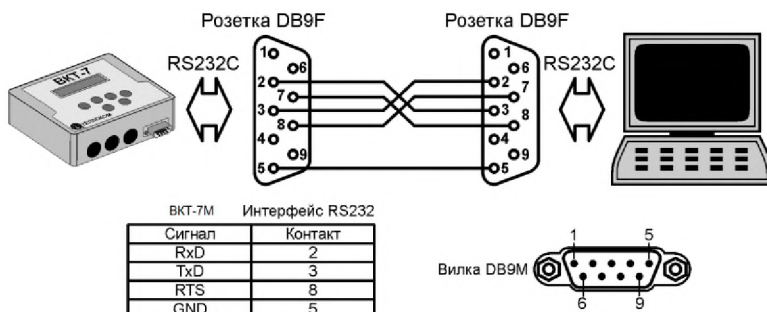 Розетка DB9F Розетка DB9F
RS232C RS232C
ВКТ-7
1 6 2 7 3 8 4 9 5
1 6 2 7 3 8 4 9 5
ВКТ-7М Интерфейс RS232
Сигнал Контакт
RxD 2
TxD 3
RTS 8
GND 5
Вилка DB9M
1 5
6 9